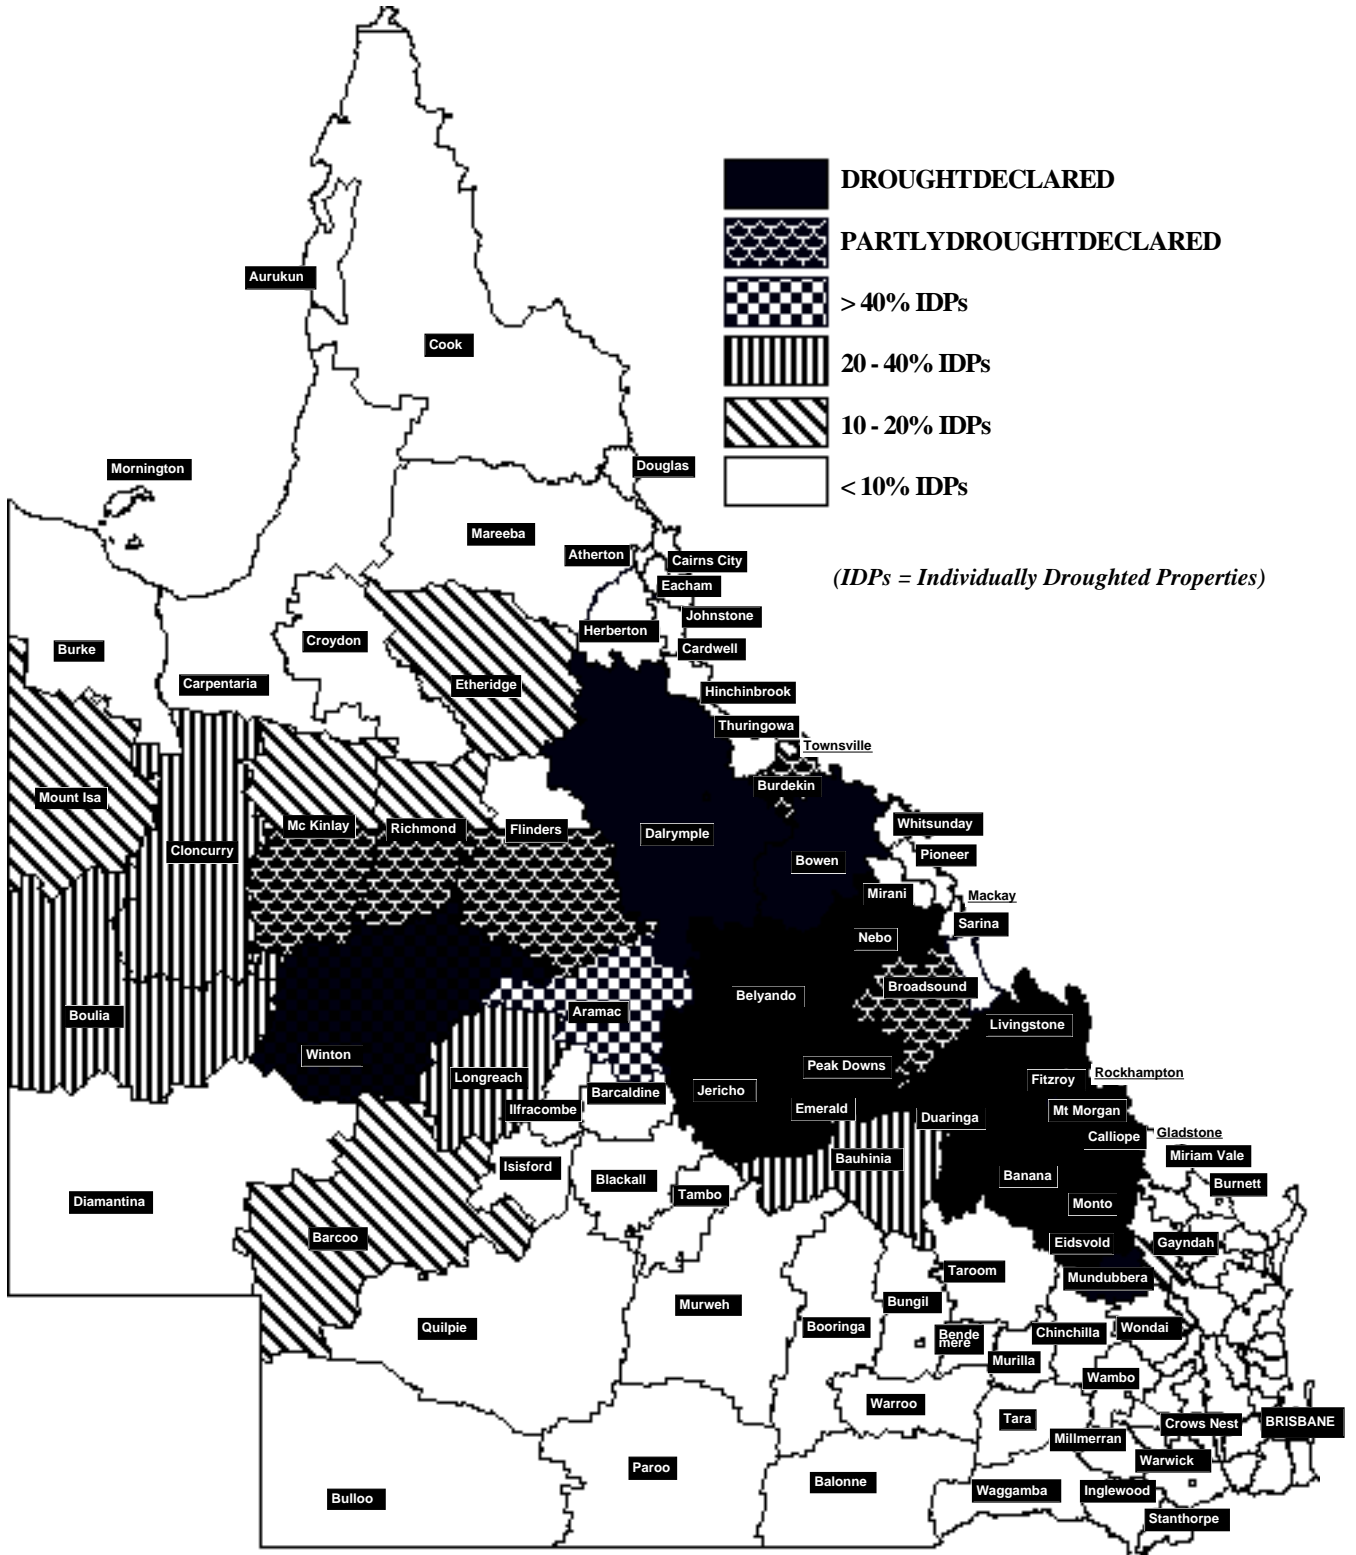 DROUGHTDECLARED
PARTLYDROUGHTDECLARED
> 40% IDPs
20 - 40% IDPs
10 - 20% IDPs
< 10% IDPs
(IDPs = Individually Droughted Properties)
Aurukun
Cook
Mornington
Douglas
Mareeba
Atherton
Cairns City
Eacham
Johnstone
Herberton
Cardwell
Burke
Croydon
Carpentaria
Etheridge
Hinchinbrook
Thuringowa
Townsville
Burdekin
Mount Isa
Mc Kinlay
Richmond
Flinders
Dalrymple
Whitsunday
Cloncurry
Bowen
Pioneer
Mirani
Mackay
Sarina
Nebo
Broadsound
Belyando
Aramac
Boulia
Livingstone
Winton
Peak Downs
Longreach
Fitzroy
Rockhampton
Jericho
Barcaldine
Ilfracombe
Emerald
Duaringa
Mt Morgan
Calliope
Gladstone
Miriam Vale
Isisford
Bauhinia
Blackall
Banana
Burnett
Tambo
Diamantina
Monto
Barcoo
Eidsvold
Gayndah
Taroom
Mundubbera
Murweh
Bungil
Quilpie
Booringa
Bende
mere
Chinchilla
Wondai
Murilla
Wambo
Warroo
Tara
Crows Nest
BRISBANE
Millmerran
Warwick
Paroo
Balonne
Waggamba
Inglewood
Bulloo
Stanthorpe